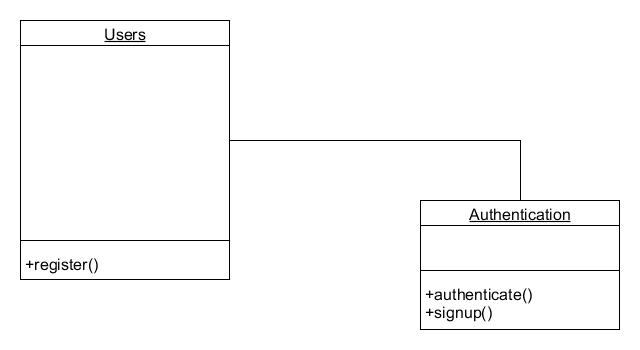 Users
+register()
Authentication
+authenticate()
+signup()